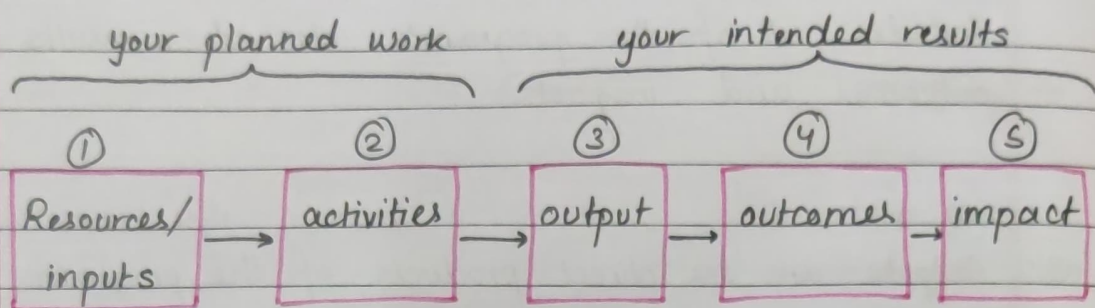 your planned work your intended results
① ② ③ ④ ⑤
Resources/ activities output outcomes impact
inputs